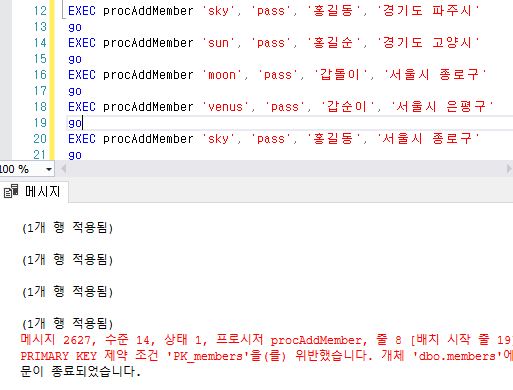 12 EXEC procAddMember 'sky', 'pass', '홍길동', '경기도 파주시'
13 go
14 EXEC procAddMember 'sun', 'pass', '홍길순', '경기도 고양시'
15 go
16 EXEC procAddMember 'moon', 'pass', '갑돌이', '서울시 종로구'
17 go
18 EXEC procAddMember 'venus', 'pass', '갑순이', '서울시 은평구'
19 go
20 EXEC procAddMember 'sky', 'pass', '홍길동', '서울시 종로구'
21 go
100 %
메시지
(1개 행 적용됨)
(1개 행 적용됨)
(1개 행 적용됨)
(1개 행 적용됨)
메시지 2627, 수준 14, 상태 1, 프로시저 procAddMember, 줄 8 [배치 시작 줄 19]
PRIMARY KEY 제약 조건 'PK_members'을(를) 위반했습니다. 개체 'dbo.members'에
문이 종료되었습니다.